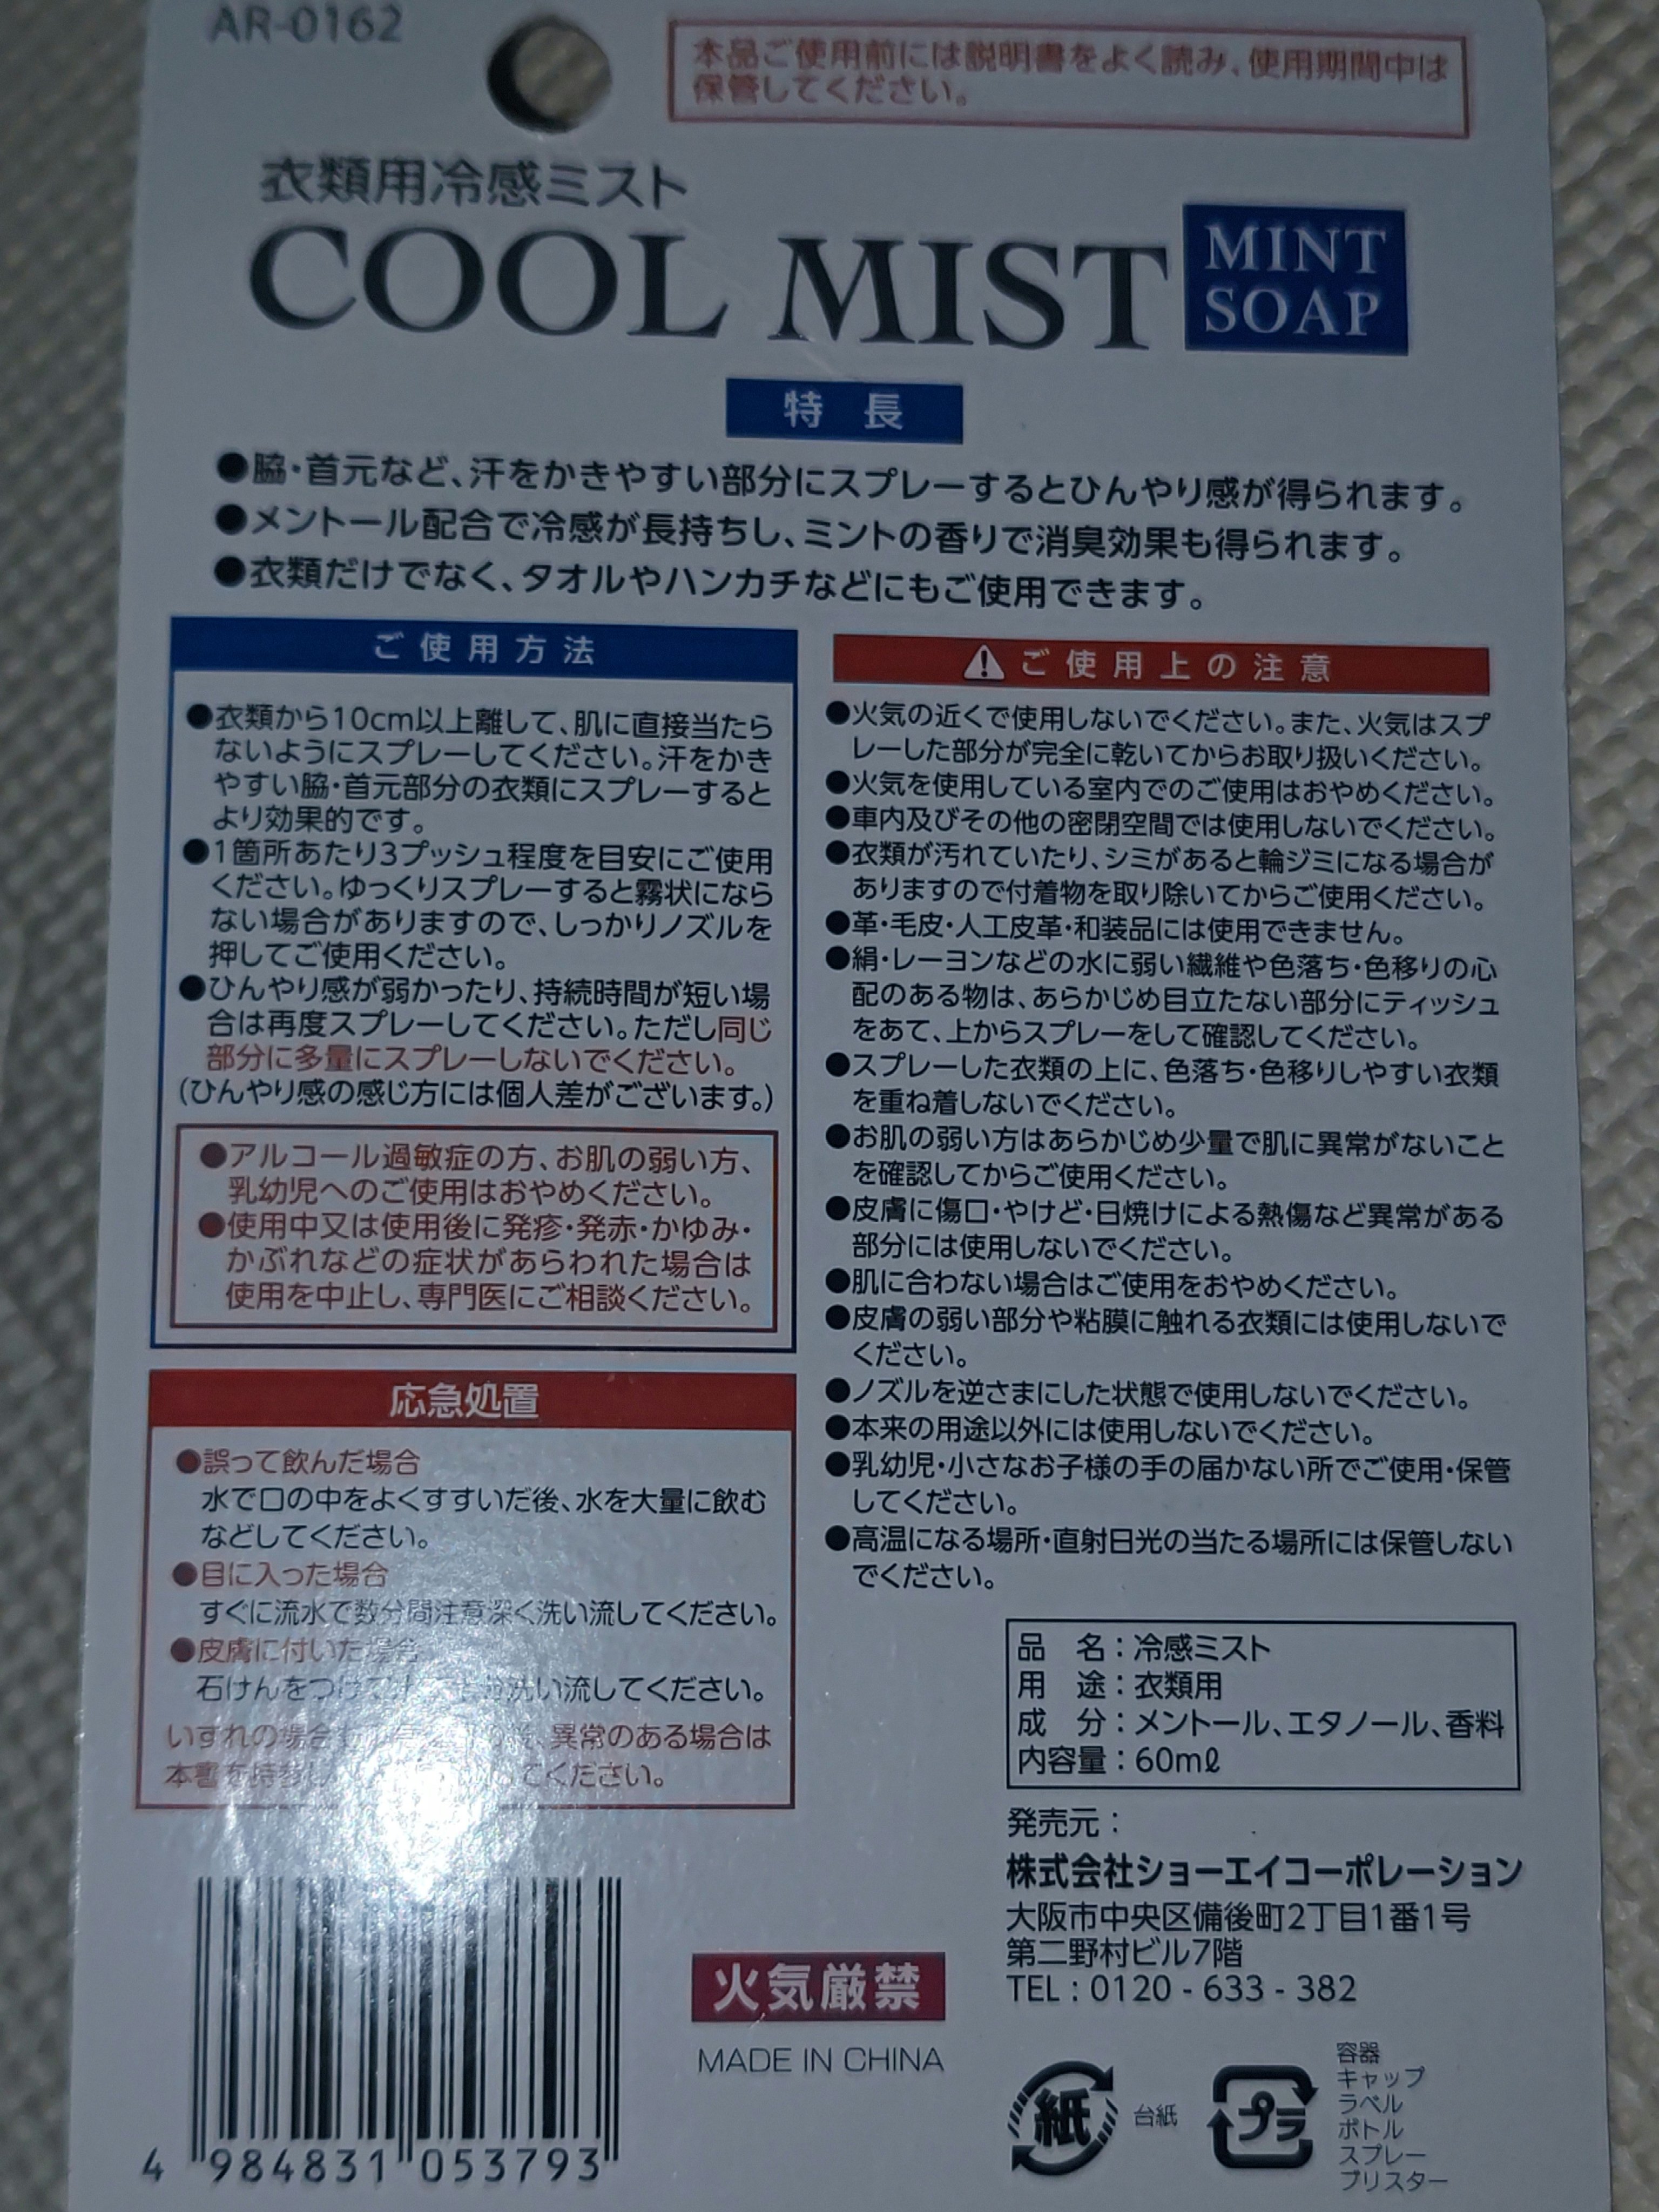 AR-0162
本品ご使用前には説明書をよく読み、使用期間中は
保管してください。
衣類用冷感ミスト
COOL MIST
MINT
SOAP
特長
●脇・首元など、汗をかきやすい部分にスプレーするとひんやり感が得られます。
●メントール配合で冷感が長持ちし、ミントの香りで消臭効果も得られます。
●衣類だけでなく、タオルやハンカチなどにもご使用できます。
ご使用方法
●衣類から10cm以上離して、肌に直接当たら
ないようにスプレーしてください。汗をかき
やすい脇・首元部分の衣類にスプレーすると
より効果的です。
●1箇所あたり3プッシュ程度を目安にご使用
ください。ゆっくりスプレーすると霧状になら
ない場合がありますので、しっかりノズルを
押してご使用ください。
●ひんやり感が弱かったり、持続時間が短い場
合は再度スプレーしてください。ただし同じ
部分に多量にスプレーしないでください。
(ひんやり感の感じ方には個人差がございます。)
●アルコール過敏症の方、お肌の弱い方、
乳幼児へのご使用はおやめください。
●使用中又は使用後に発疹・発赤・かゆみ・
かぶれなどの症状があらわれた場合は
使用を中止し、専門医にご相談ください。
応急処置
●誤って飲んだ場合
水で口の中をよくすすいだ後、水を大量に飲む
などしてください。
●目に入った場合
すぐに流水で数分間注意深く洗い流してください。
●皮膚に付いた場合
石けんをつけて 洗い流してください。
いずれの場合も 異常のある場合は
本書を持参し てください。
⚠ご使用上の注意
●火気の近くで使用しないでください。また、火気はスプ
レーした部分が完全に乾いてからお取り扱いください。
●火気を使用している室内でのご使用はおやめください。
●車内及びその他の密閉空間では使用しないでください。
●衣類が汚れていたり、シミがあると輪ジミになる場合が
ありますので付着物を取り除いてからご使用ください。
●革・毛皮・人工皮革・和装品には使用できません。
●絹・レーヨンなどの水に弱い繊維や色落ち・色移りの心
配のある物は、あらかじめ目立たない部分にティッシュ
をあて、上からスプレーをして確認してください。
●スプレーした衣類の上に、色落ち・色移りしやすい衣類
を重ね着しないでください。
●お肌の弱い方はあらかじめ少量で肌に異常がないこと
を確認してからご使用ください。
●皮膚に傷口・やけど・日焼けによる熱傷など異常がある
部分には使用しないでください。
●肌に合わない場合はご使用をおやめください。
●皮膚の弱い部分や粘膜に触れる衣類には使用しないで
ください。
●ノズルを逆さまにした状態で使用しないでください。
●本来の用途以外には使用しないでください。
●乳幼児・小さなお子様の手の届かない所でご使用・保管
してください。
●高温になる場所・直射日光の当たる場所には保管しない
でください。
品 名：冷感ミスト
用 途：衣類用
成 分：メントール、エタノール、香料
内容量：60mℓ
発売元：
株式会社ショーエイコーポレーション
大阪市中央区備後町2丁目1番1号
第二野村ビル7階
TEL：0120-633-382
火気厳禁
MADE IN CHINA
紙
台紙
プラ
容器
キャップ
ラベル
ボトル
スプレー
ブリスター
4 984831 053793